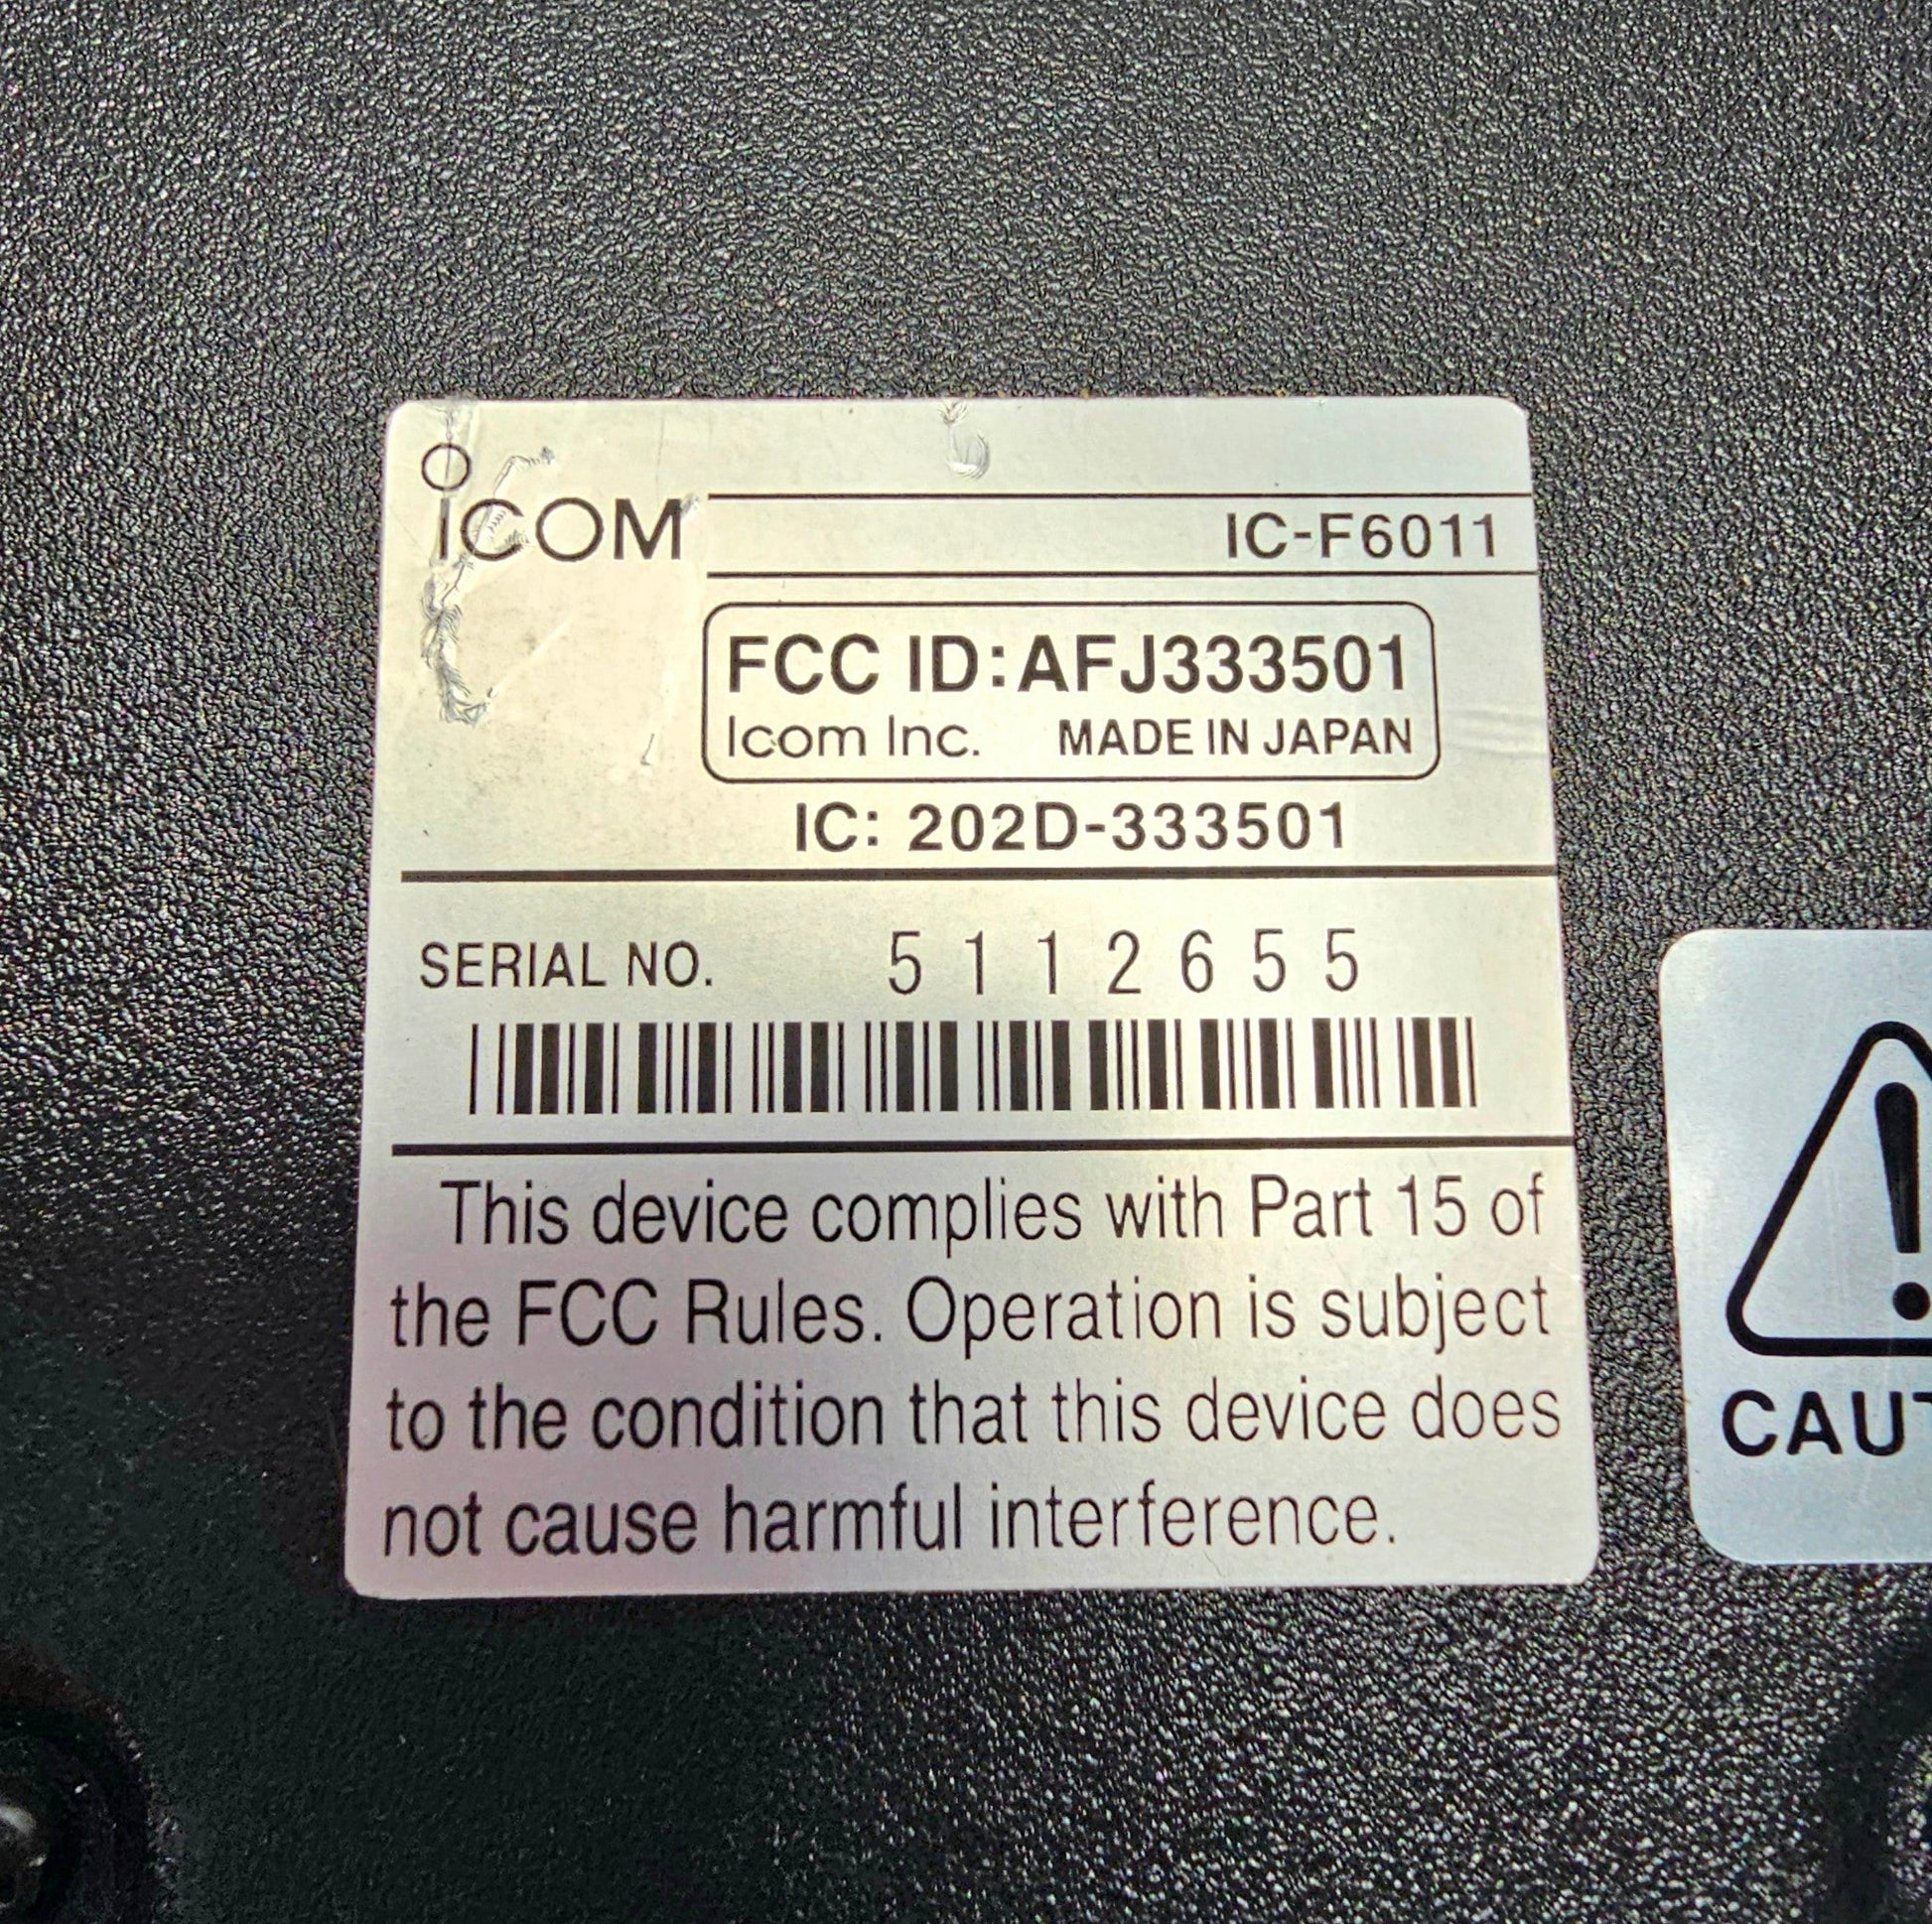 iCOM
IC-F6011
FCC ID:AFJ333501
Icom Inc. MADE IN JAPAN
IC: 202D-333501
SERIAL NO. 5112655
This device complies with Part 15 of
the FCC Rules. Operation is subject
to the condition that this device does
not cause harmful interference.
CAU